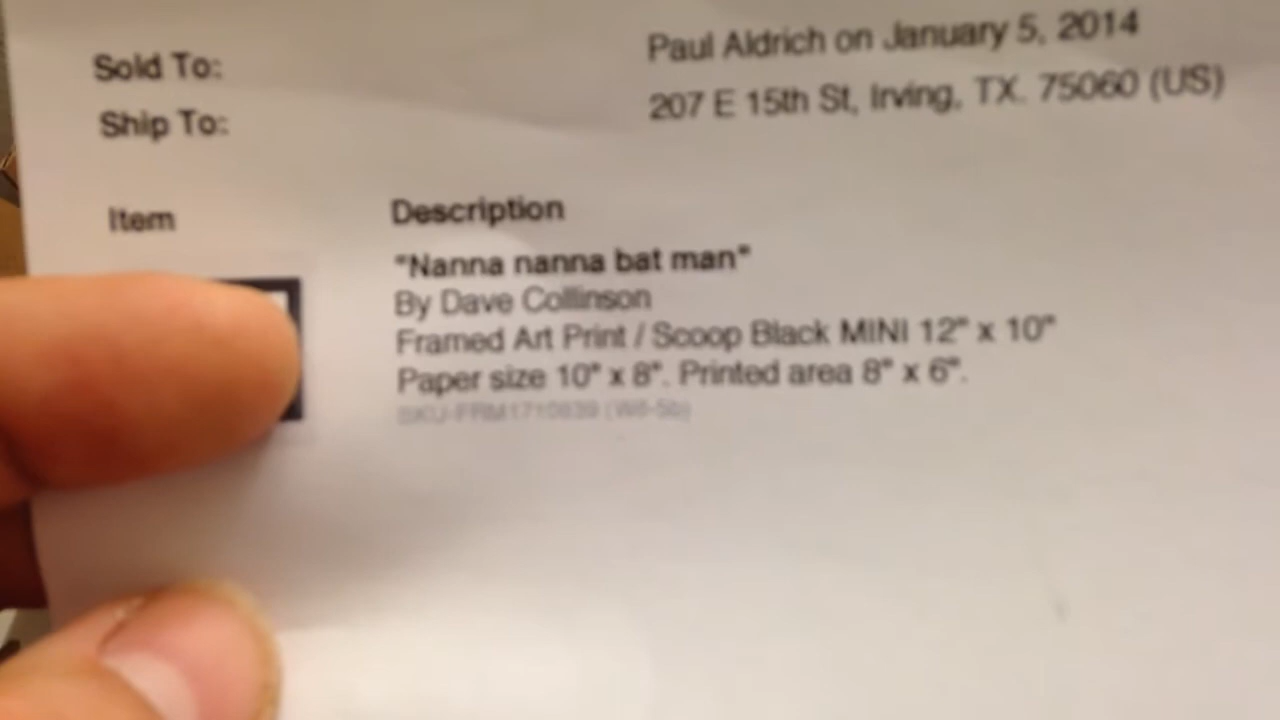 Sold To: Paul Aldrich on January 5, 2014
Ship To: 207 E 15th St, Irving, TX. 75060 (US)
Item Description
"Nanna nanna bat man"
By Dave Collinson
Framed Art Print / Scoop Black MINI 12" x 10"
Paper size 10" x 8". Printed area 8" x 6".